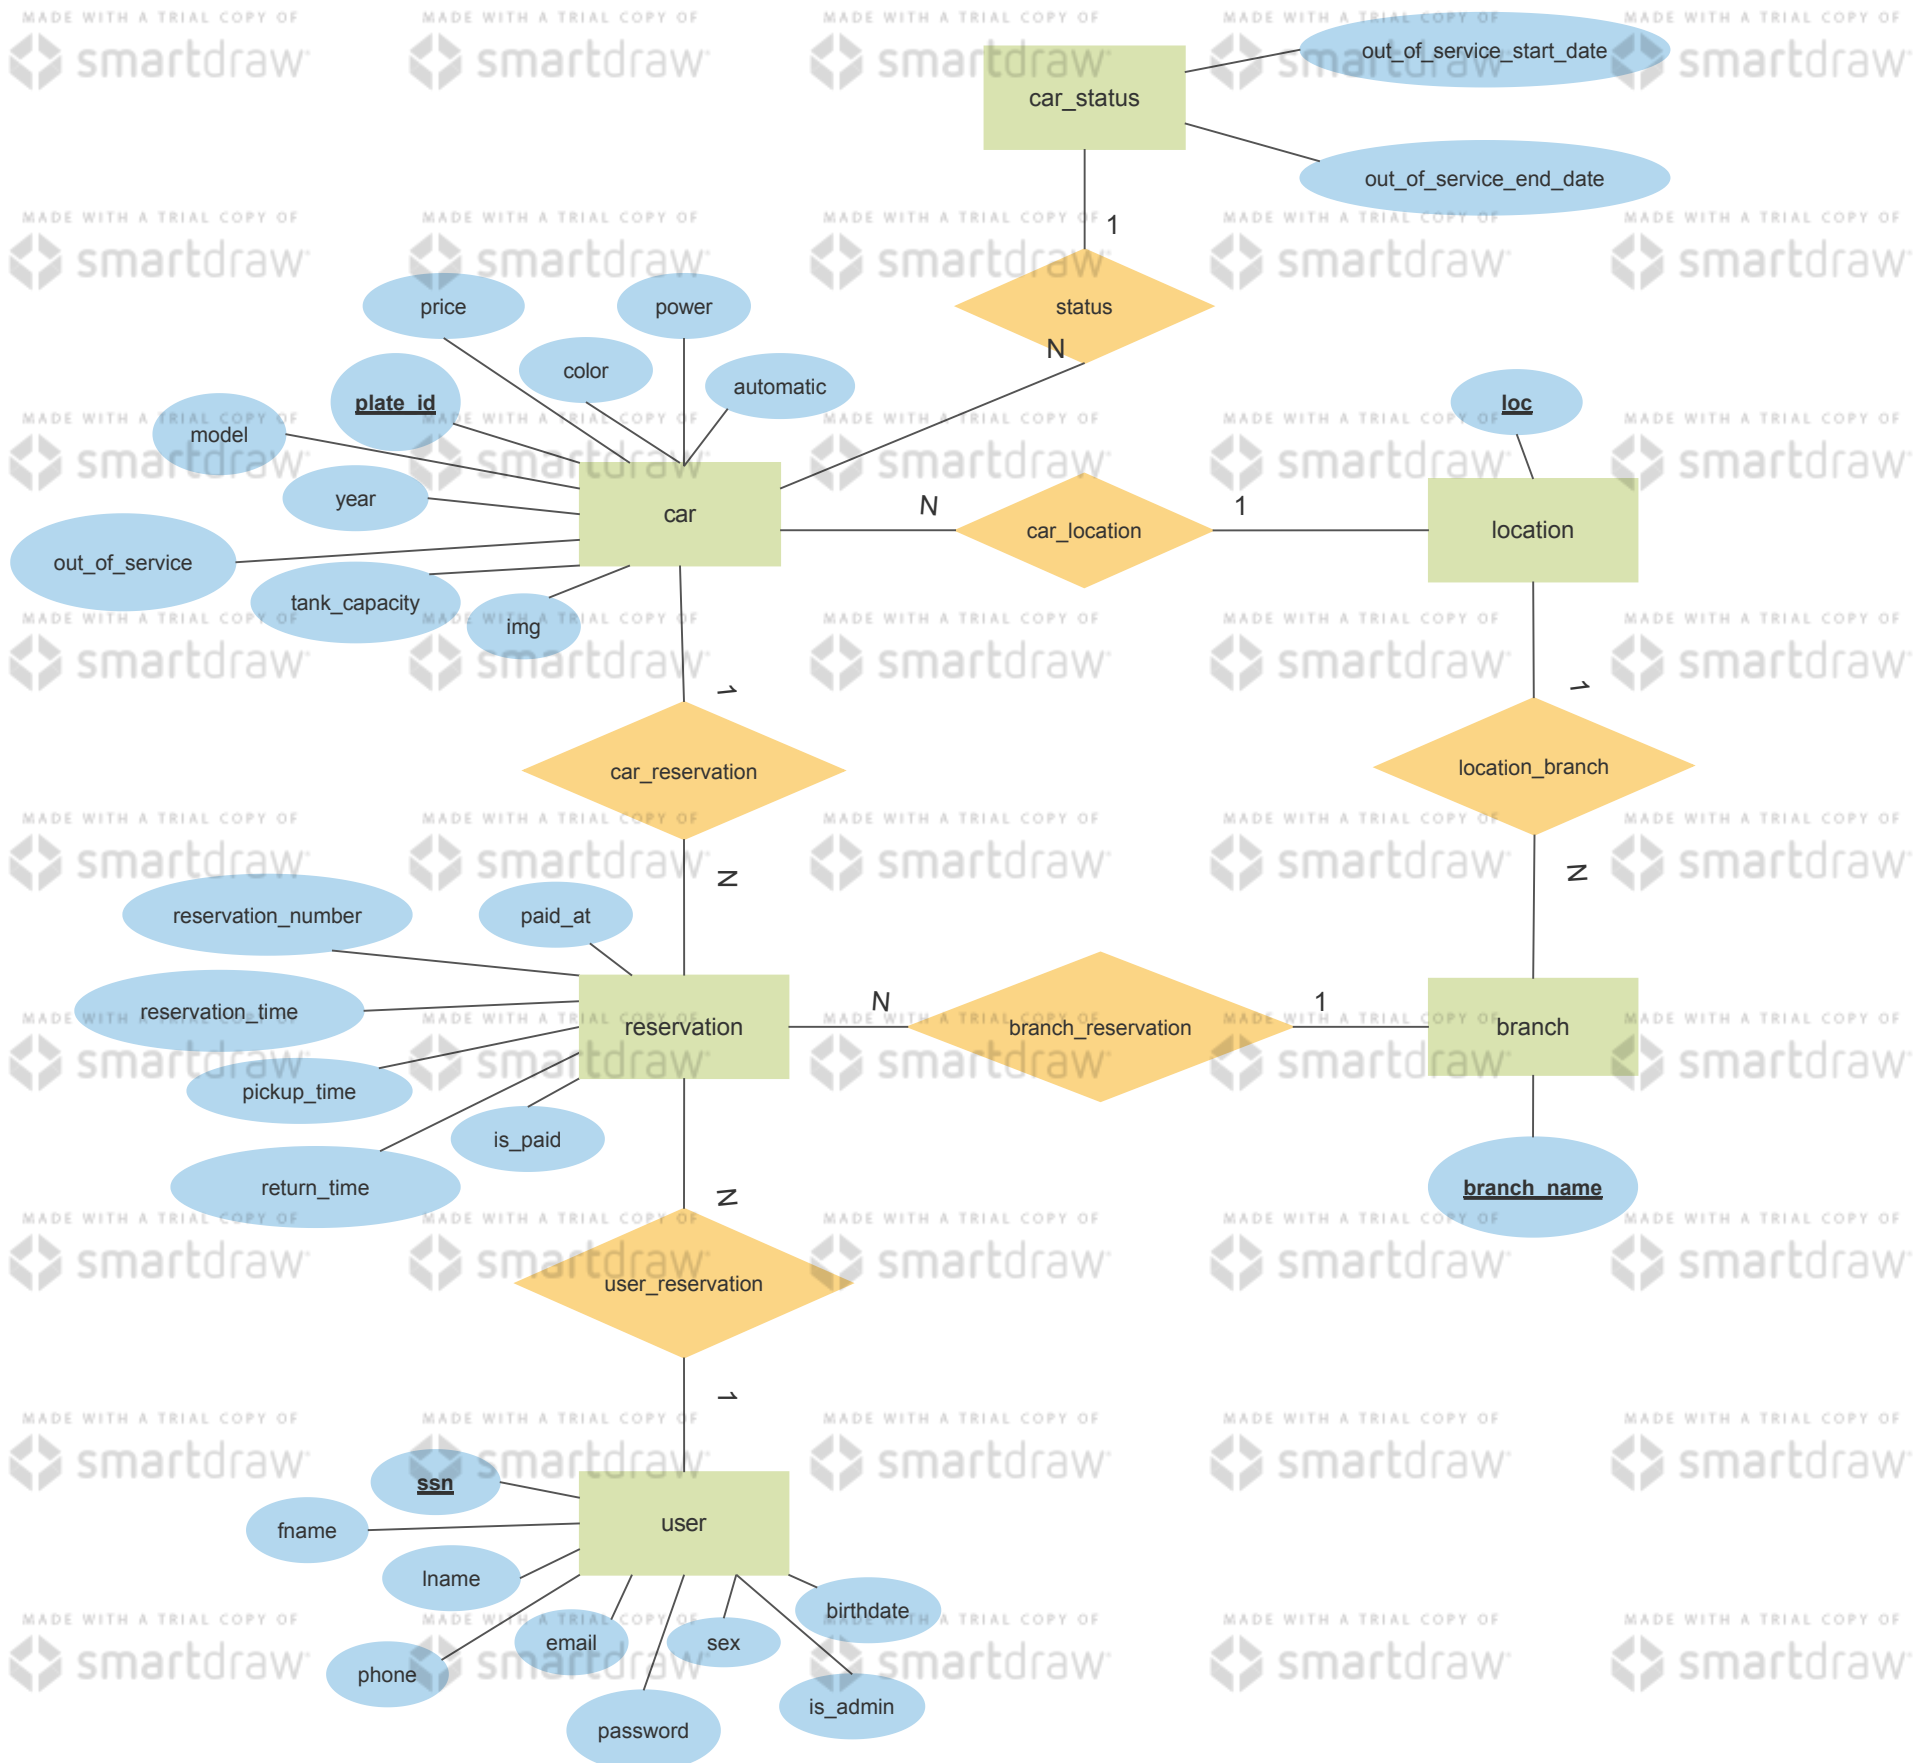 MADE WITH A TRIAL COPY OF
smartdraw
out_of_service_start_date
car_status
out_of_service_end_date
1
status
N
price
power
color
automatic
plate_id
model
year
car
out_of_service
tank_capacity
img
N
car_location
1
loc
location
1
car_reservation
N
1
location_branch
N
reservation_number
paid_at
reservation_time
reservation
pickup_time
is_paid
return_time
N
branch_reservation
1
branch
branch_name
N
user_reservation
1
ssn
fname
user
lname
birthdate
email
sex
phone
is_admin
password